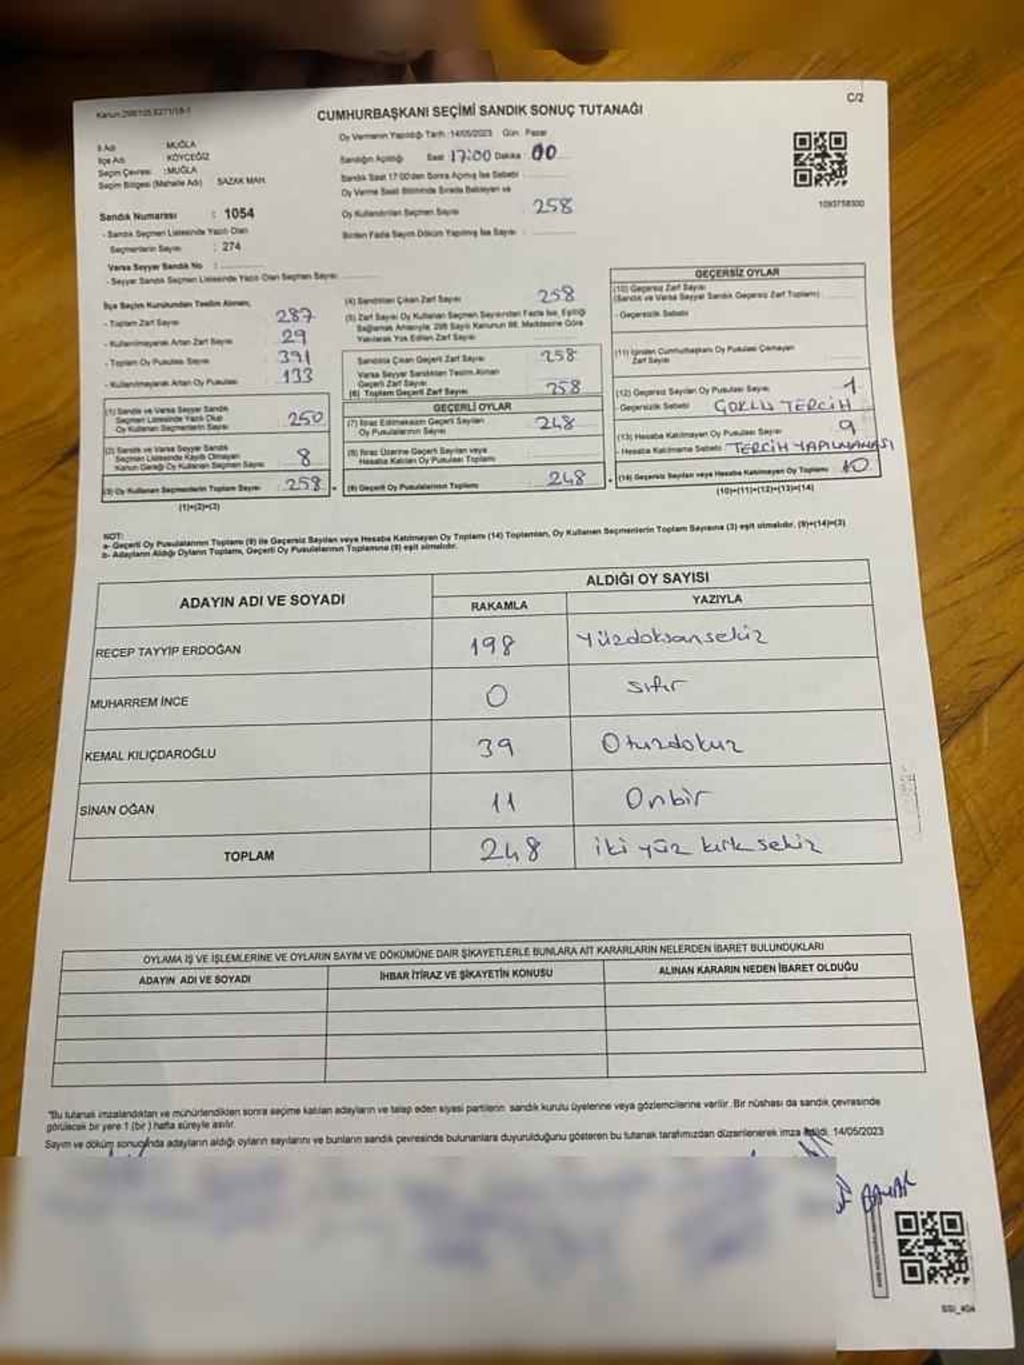 C/2
CUMHURBAŞKANI SEÇİMİ SANDIK SONUÇ TUTANAĞI
İl Adı MUĞLA
İlçe Adı KÖYCEĞİZ
Seçim Çevresi :MUĞLA
Seçim Bölgesi (Mahalle Adı) SAZAK MAH.
Sandık Numarası : 1054
- Sandık Seçmen Listesinde Yazılı Olan
Seçmenlerin Sayısı : 274
Varsa Seyyar Sandık No :
- Seyyar Sandık Seçmen Listesinde Yazılı Olan Seçmen Sayısı
Oy Vermenin Yapıldığı Tarih :14/05/2023 Gün : Pazar
Sandığın Açıldığı Saat 17:00 Dakika : 00
Sandık Saat 17:00'den Sonra Açılmış İse Sebebi
Oy Verme Saati Bitiminde Sırada Bekleyen ve
Oy Kullandırılan Seçmen Sayısı : 258
Birden Fazla Sayım Döküm Yapılmış İse Sayısı :
1093758300
İlçe Seçim Kurulundan Teslim Alınan;
- Toplam Zarf Sayısı 287
- Kullanılmayarak Artan Zarf Sayısı 29
- Toplam Oy Pusulası Sayısı 391
- Kullanılmayarak Artan Oy Pusulası 133
(1) Sandık ve Varsa Seyyar Sandık
Seçmen Listesinde Yazılı Olup
Oy Kullanan Seçmenlerin Sayısı 250
(2) Sandık ve Varsa Seyyar Sandık
Seçmen Listesinde Kaydı Olmayan
Kanun Gereği Oy Kullanan Seçmen Sayısı 8
(3) Oy Kullanan Seçmenlerin Toplam Sayısı 258
(1)+(2)=(3)
(4) Sandıktan Çıkan Zarf Sayısı 258
(5) Zarf Sayısı Oy Kullanan Seçmen Sayısından Fazla İse, Eşitliği
Sağlamak Amacıyla, 298 Sayılı Kanunun 98. Maddesine Göre
Yakılarak Yok Edilen Zarf Sayısı
Sandıkta Çıkan Geçerli Zarf Sayısı 258
Varsa Seyyar Sandıktan Teslim Alınan
Geçerli Zarf Sayısı
(6) Toplam Geçerli Zarf Sayısı 258
GEÇERLİ OYLAR
(7) İtiraz Edilmeksizin Geçerli Sayılan
Oy Pusulalarının Sayısı 248
(8) İtiraz Üzerine Geçerli Sayılan veya
Hesaba Katılan Oy Pusulası Toplamı
(9) Geçerli Oy Pusulalarının Toplamı 248
GEÇERSİZ OYLAR
(10) Geçersiz Zarf Sayısı
(Sandık ve Varsa Seyyar Sandık Geçersiz Zarf Toplamı)
- Geçersizlik Sebebi
(11) İçinden Cumhurbaşkanı Oy Pusulası Çıkmayan
Zarf Sayısı
(12) Geçersiz Sayılan Oy Pusulası Sayısı 1
- Geçersizlik Sebebi TERCİH
(13) Hesaba Katılmayan Oy Pusulası Sayısı 9
- Hesaba Katılmama Sebebi TERCİH YAPILMAMASI
(14) Geçersiz Sayılan veya Hesaba Katılmayan Oy Toplamı 10
(10)+(11)+(12)+(13)=(14)
NOT:
a- Geçerli Oy Pusulalarının Toplamı (9) ile Geçersiz Sayılan veya Hesaba Katılmayan Oy Toplamı (14) Toplamları, Oy Kullanan Seçmenlerin Toplam Sayısına (3) eşit olmalıdır. (9)+(14)=(3)
b- Adayların Aldığı Oyların Toplamı, Geçerli Oy Pusulalarının Toplamına (9) eşit olmalıdır.
ADAYIN ADI VE SOYADI ALDIĞI OY SAYISI
RAKAMLA YAZIYLA
RECEP TAYYİP ERDOĞAN 198 Yüzdoksansekiz
MUHARREM İNCE 0 sıfır
KEMAL KILIÇDAROĞLU 39 Otuzdokuz
SİNAN OĞAN 11 Onbir
TOPLAM 248 iki yüz kırk sekiz
OYLAMA İŞ VE İŞLEMLERİNE VE OYLARIN SAYIM VE DÖKÜMÜNE DAİR ŞİKAYETLERLE BUNLARA AİT KARARLARIN NELERDEN İBARET BULUNDUKLARI
ADAYIN ADI VE SOYADI İHBAR İTİRAZ VE ŞİKAYETİN KONUSU ALINAN KARARIN NEDEN İBARET OLDUĞU
"Bu tutanak imzalandıktan ve mühürlendikten sonra seçime katılan adayların ve talep eden siyasi partilerin sandık kurulu üyelerine veya gözlemcilerine verilir. Bir nüshası da sandık çevresinde
görülecek bir yere 1 (bir) hafta süreyle asılır.
Sayım ve döküm sonucunda adayların aldığı oyların sayılarını ve bunların sandık çevresinde bulunanlara duyurulduğunu gösteren bu tutanak tarafımızdan düzenlenerek imza edildi. 14/05/2023